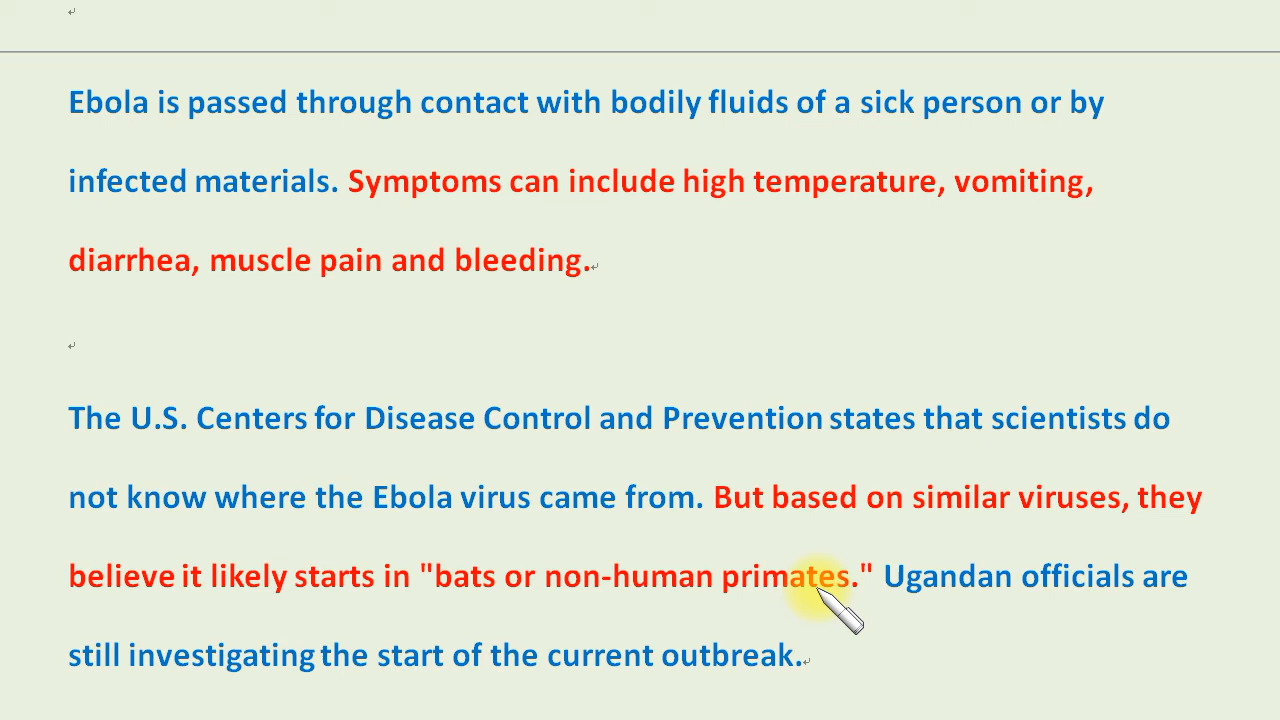 Ebola is passed through contact with bodily fluids of a sick person or by
infected materials. Symptoms can include high temperature, vomiting,
diarrhea, muscle pain and bleeding.
The U.S. Centers for Disease Control and Prevention states that scientists do
not know where the Ebola virus came from. But based on similar viruses, they
believe it likely starts in "bats or non-human primates." Ugandan officials are
still investigating the start of the current outbreak.